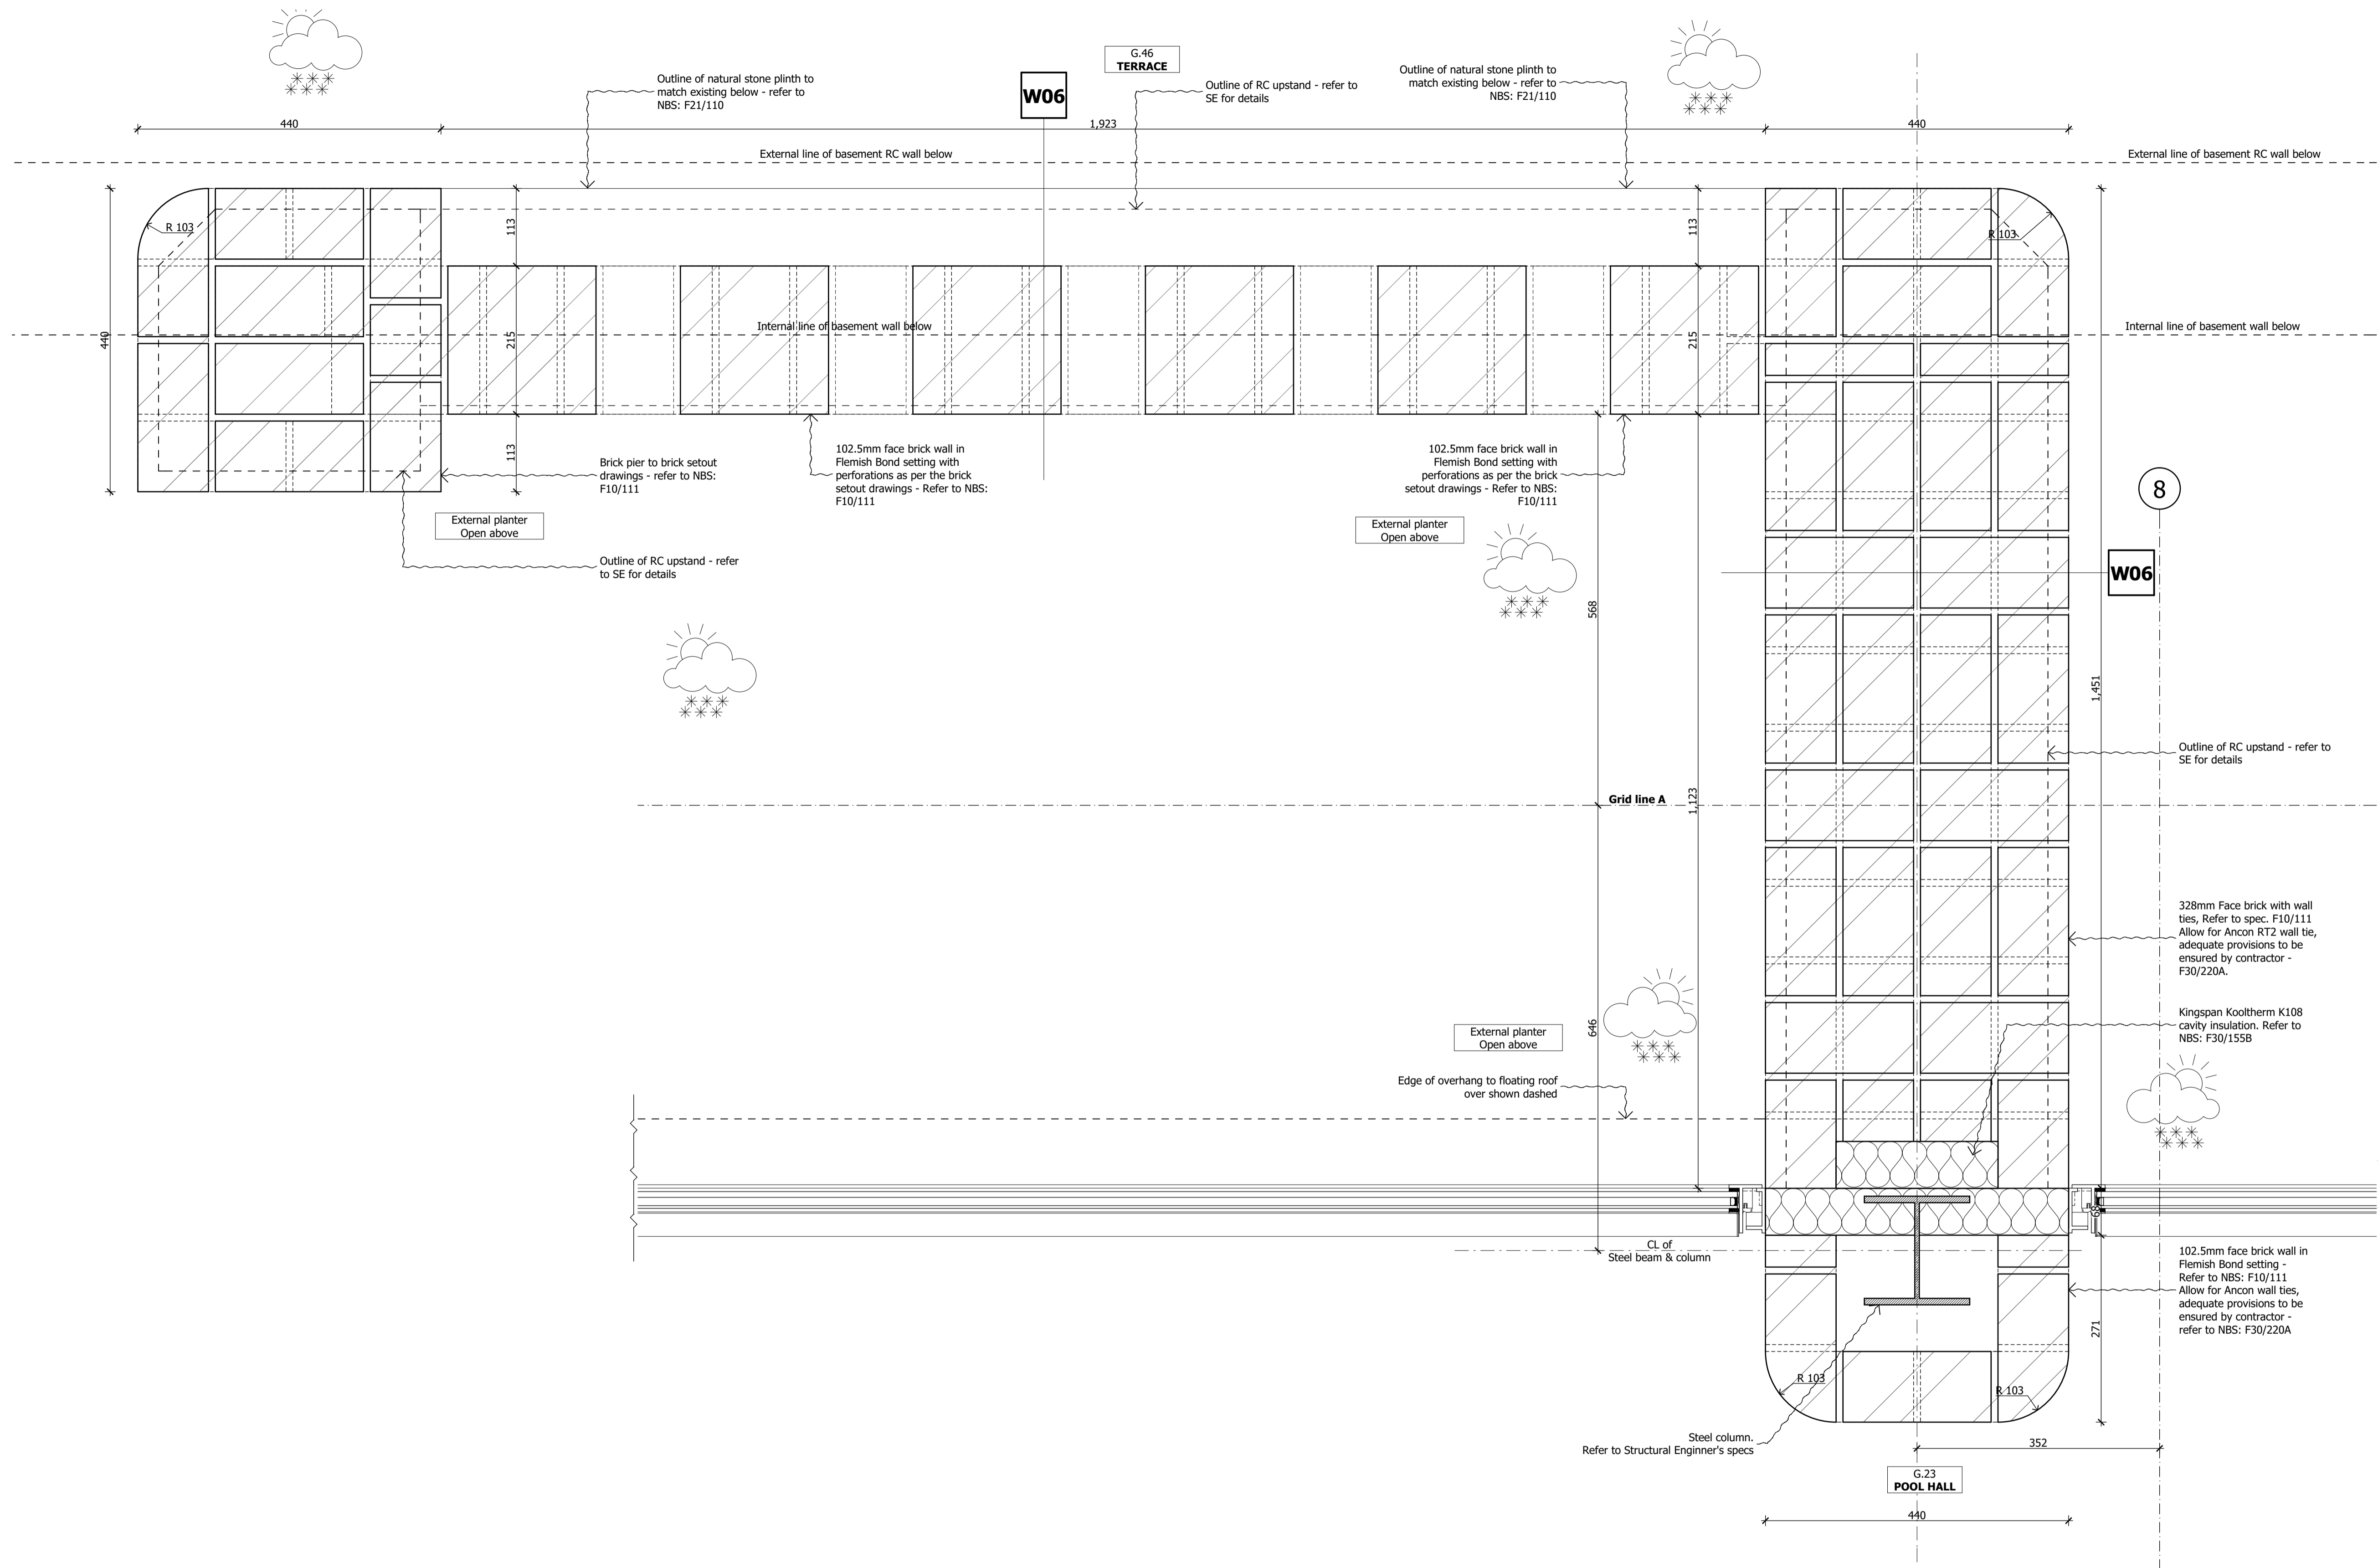 G.46
TERRACE
Outline of natural stone plinth to
match existing below - refer to
NBS: F21/110
W06
Outline of RC upstand - refer to
SE for details
Outline of natural stone plinth to
match existing below - refer to
NBS: F21/110
440
1,923
440
External line of basement RC wall below
External line of basement RC wall below
R 103
113
113
R 103
440
215
Internal line of basement wall below
215
Internal line of basement wall below
113
Brick pier to brick setout
drawings - refer to NBS:
F10/111
102.5mm face brick wall in
Flemish Bond setting with
perforations as per the brick
setout drawings - Refer to NBS:
F10/111
102.5mm face brick wall in
Flemish Bond setting with
perforations as per the brick
setout drawings - Refer to NBS:
F10/111
8
External planter
Open above
External planter
Open above
Outline of RC upstand - refer
to SE for details
W06
568
1,451
Outline of RC upstand - refer to
SE for details
Grid line A
1,123
328mm Face brick with wall
ties, Refer to spec. F10/111
Allow for Ancon RT2 wall tie,
adequate provisions to be
ensured by contractor -
F30/220A.
646
External planter
Open above
Kingspan Kooltherm K108
cavity insulation. Refer to
NBS: F30/155B
Edge of overhang to floating roof
over shown dashed
68
CL of
Steel beam & column
102.5mm face brick wall in
Flemish Bond setting -
Refer to NBS: F10/111
Allow for Ancon wall ties,
adequate provisions to be
ensured by contractor -
refer to NBS: F30/220A
271
R 103
R 103
Steel column.
Refer to Structural Enginner's specs
352
G.23
POOL HALL
440